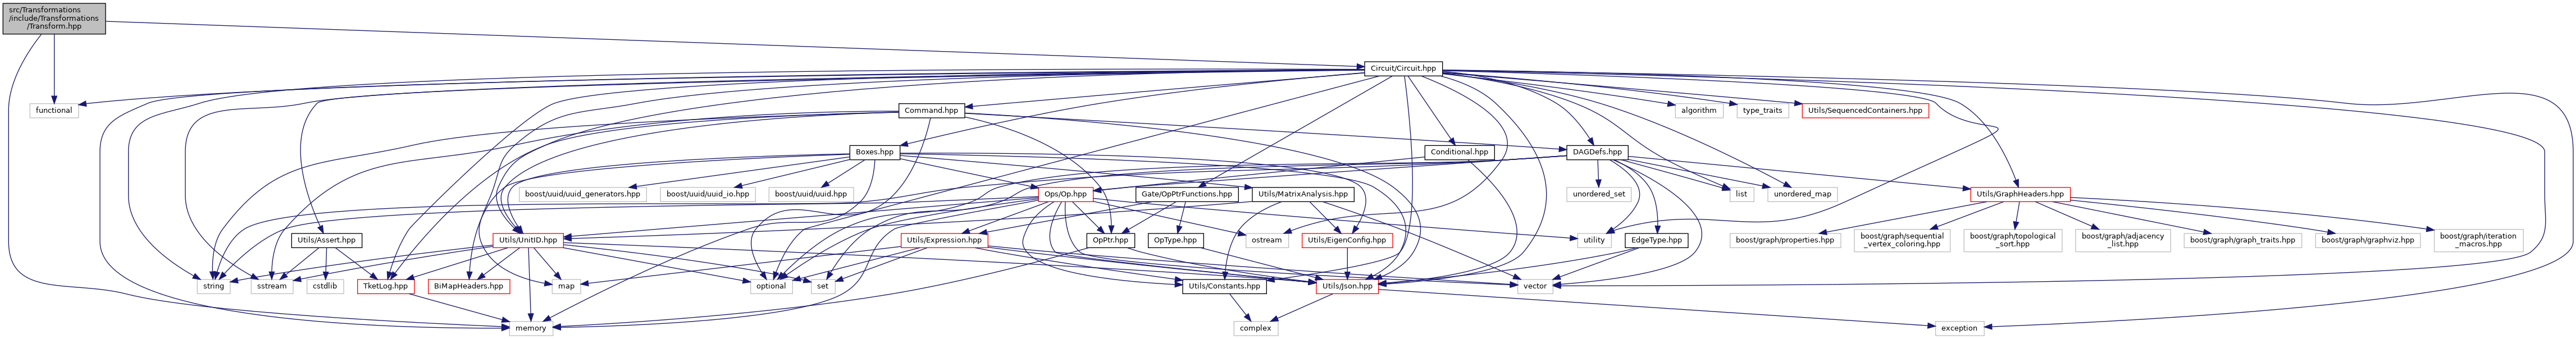 src/Transformations
/include/Transformations
/Transform.hpp
Circuit/Circuit.hpp
functional
Command.hpp
algorithm
type_traits
Utils/SequencedContainers.hpp
Boxes.hpp
Conditional.hpp
DAGDefs.hpp
boost/uuid/uuid_generators.hpp
boost/uuid/uuid_io.hpp
boost/uuid/uuid.hpp
Ops/Op.hpp
Gate/OpPtrFunctions.hpp
Utils/MatrixAnalysis.hpp
unordered_set
list
unordered_map
Utils/GraphHeaders.hpp
Utils/Assert.hpp
Utils/UnitID.hpp
Utils/Expression.hpp
OpPtr.hpp
OpType.hpp
ostream
Utils/EigenConfig.hpp
utility
EdgeType.hpp
boost/graph/properties.hpp
boost/graph/sequential
_vertex_coloring.hpp
boost/graph/topological
_sort.hpp
boost/graph/adjacency
_list.hpp
boost/graph/graph_traits.hpp
boost/graph/graphviz.hpp
boost/graph/iteration
_macros.hpp
string
sstream
cstdlib
TketLog.hpp
BiMapHeaders.hpp
map
optional
set
Utils/Constants.hpp
Utils/Json.hpp
vector
memory
complex
exception